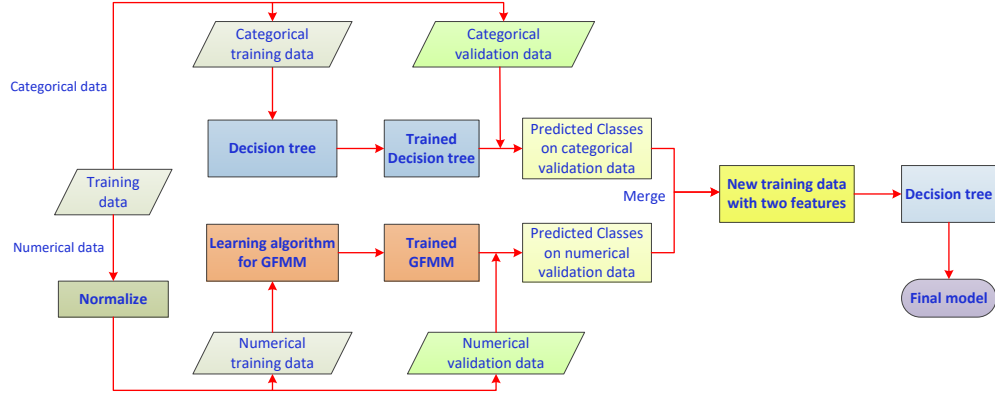 Categorical
training data
Categorical
validation data
Categorical data
Decision tree
Trained
Decision tree
Predicted Classes
on categorical
validation data
Training
data
Merge
New training data
with two features
Decision tree
Numerical data
Learning algorithm
for GFMM
Trained
GFMM
Predicted Classes
on numerical
validation data
Normalize
Final model
Numerical
training data
Numerical
validation data